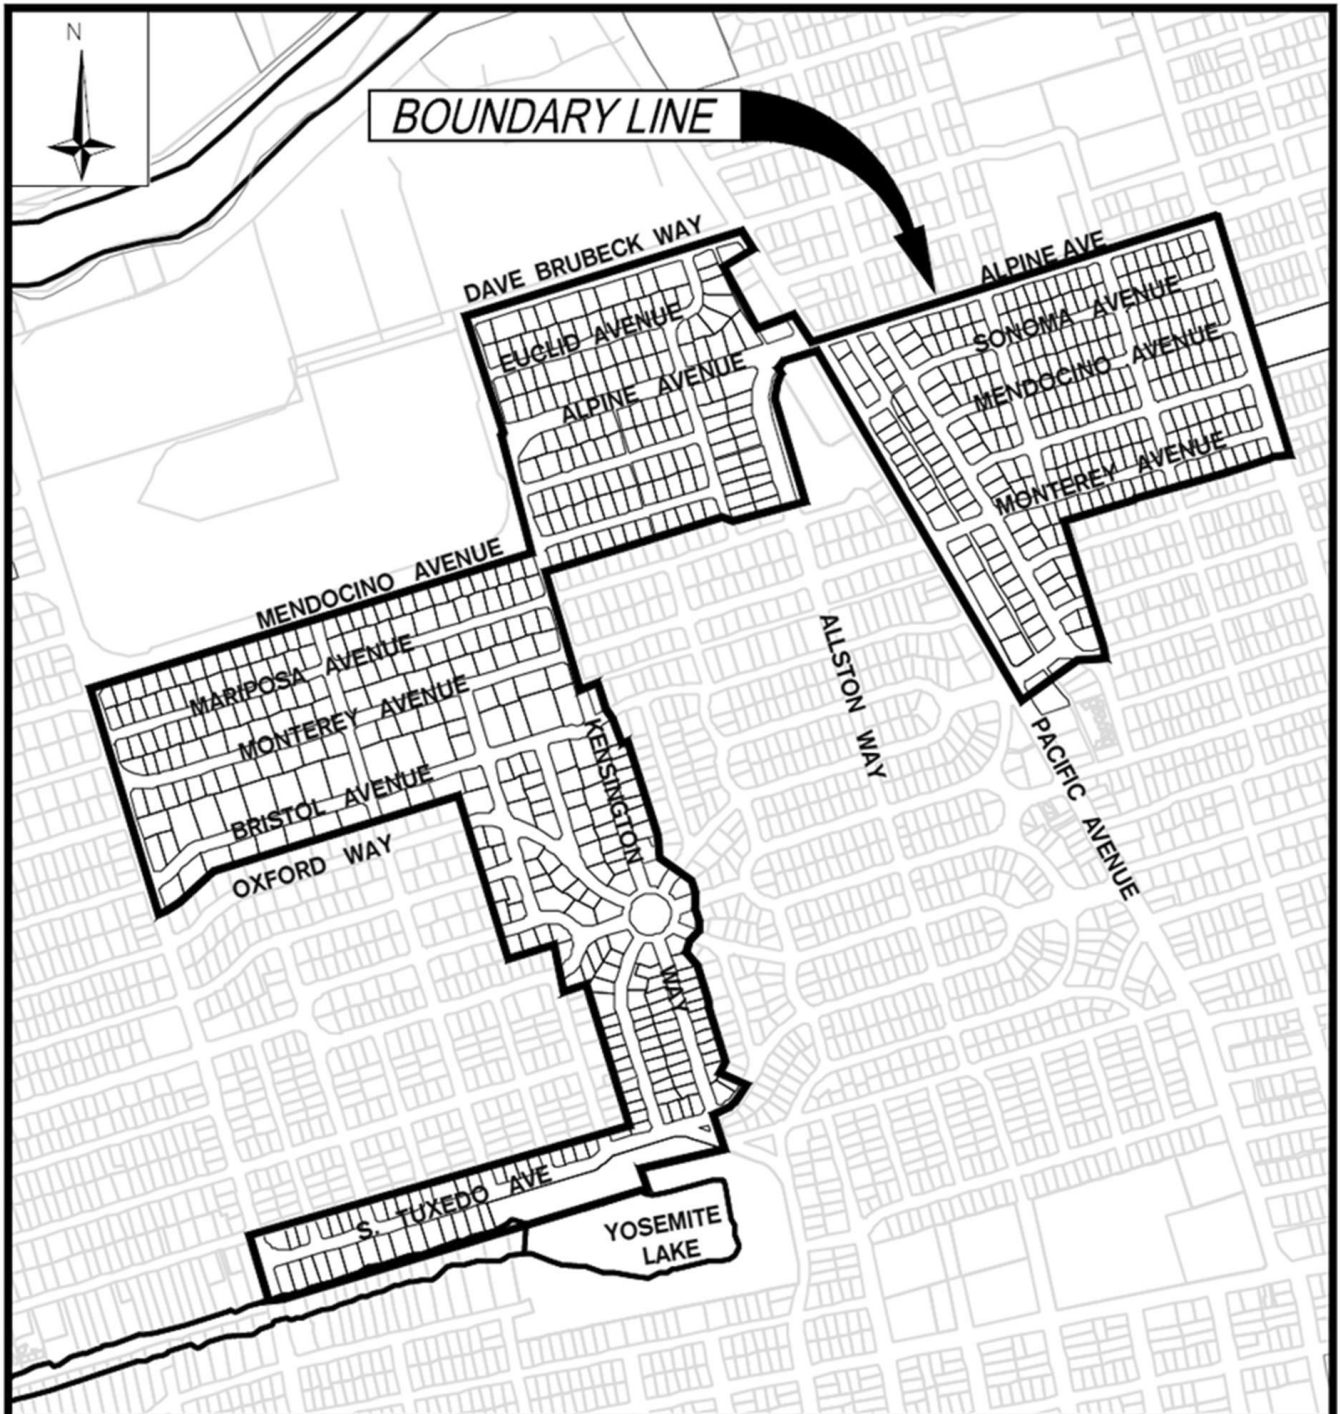 N
BOUNDARY LINE
DAVE BRUBECK WAY
ALPINE AVE
EUCLID AVENUE
SONOMA AVENUE
ALPINE AVENUE
MENDOCINO AVENUE
MONTEREY AVENUE
MENDOCINO AVENUE
MARIPOSA AVENUE
MONTEREY AVENUE
BRISTOL AVENUE
OXFORD WAY
KENSINGTON
WAY
ALLSTON WAY
PACIFIC AVENUE
S. TUXEDO AVE
YOSEMITE
LAKE